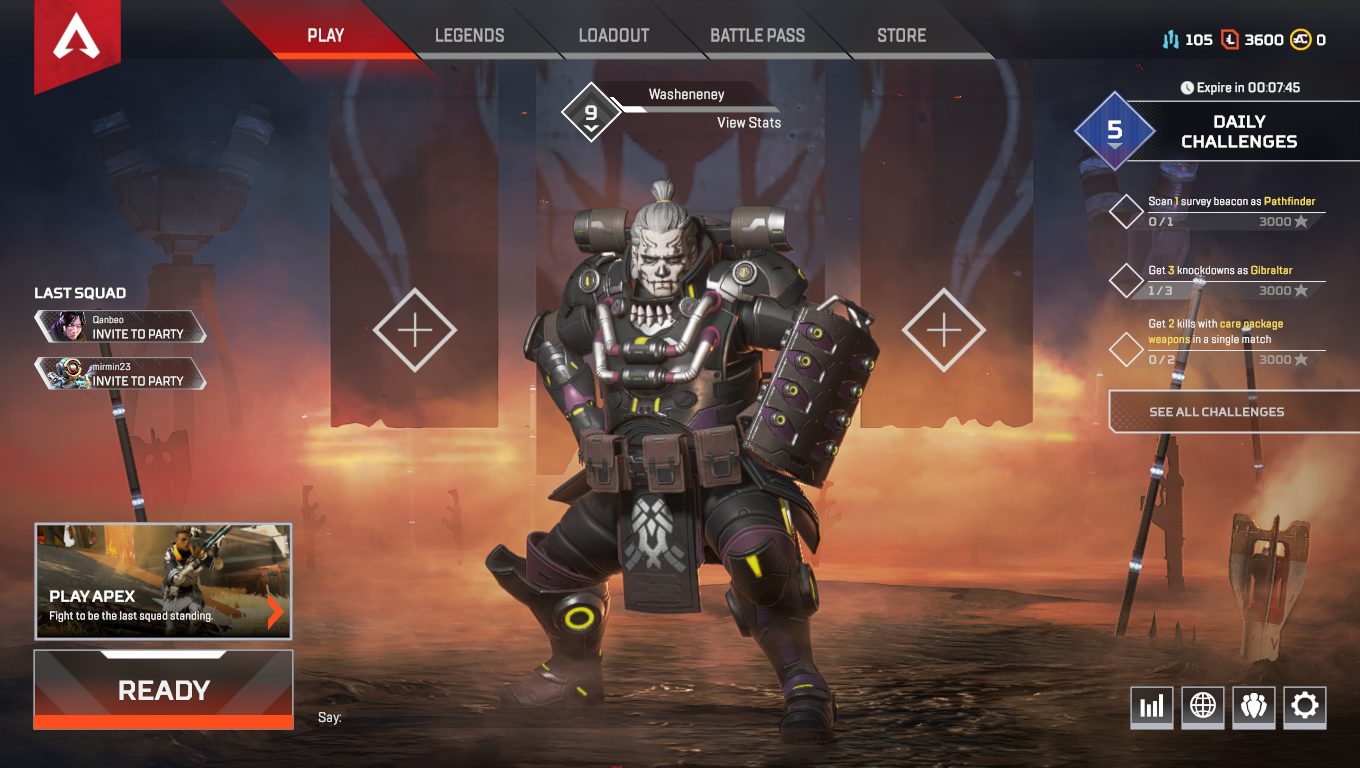 PLAY
LEGENDS
LOADOUT
BATTLE PASS
STORE
105
3600
0
9
Washeneney
View Stats
Expire in 00:07:45
5
DAILY
CHALLENGES
Scan 1 survey beacon as Pathfinder
0 / 1
3000
Get 3 knockdowns as Gibraltar
1 / 3
3000
Get 2 kills with care package
weapons in a single match
0 / 2
3000
SEE ALL CHALLENGES
LAST SQUAD
Qanbeo
INVITE TO PARTY
mirmin23
INVITE TO PARTY
PLAY APEX
Fight to be the last squad standing.
READY
Say: